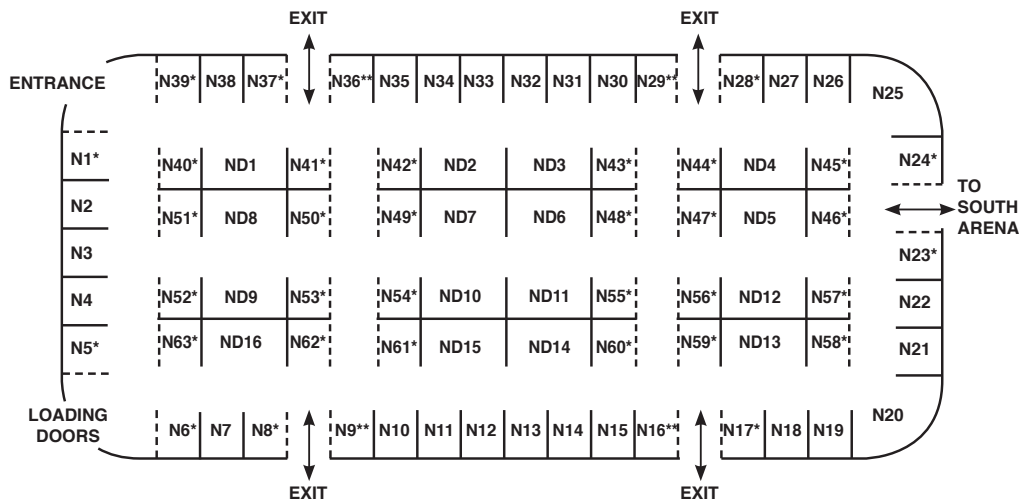 EXIT EXIT
ENTRANCE N39* N38 N37* N36** N35 N34 N33 N32 N31 N30 N29** N28* N27 N26
N25
N1* N40* ND1 N41* N42* ND2 ND3 N43* N44* ND4 N45* N24*
TO
N2 N51* ND8 N50* N49* ND7 ND6 N48* N47* ND5 N46* SOUTH
ARENA
N3 N23*
N4 N52* ND9 N53* N54* ND10 ND11 N55* N56* ND12 N57* N22
N5* N63* ND16 N62* N61* ND15 ND14 N60* N59* ND13 N58* N21
LOADING N20
DOORS N6* N7 N8* N9** N10 N11 N12 N13 N14 N15 N16** N17* N18 N19
EXIT EXIT